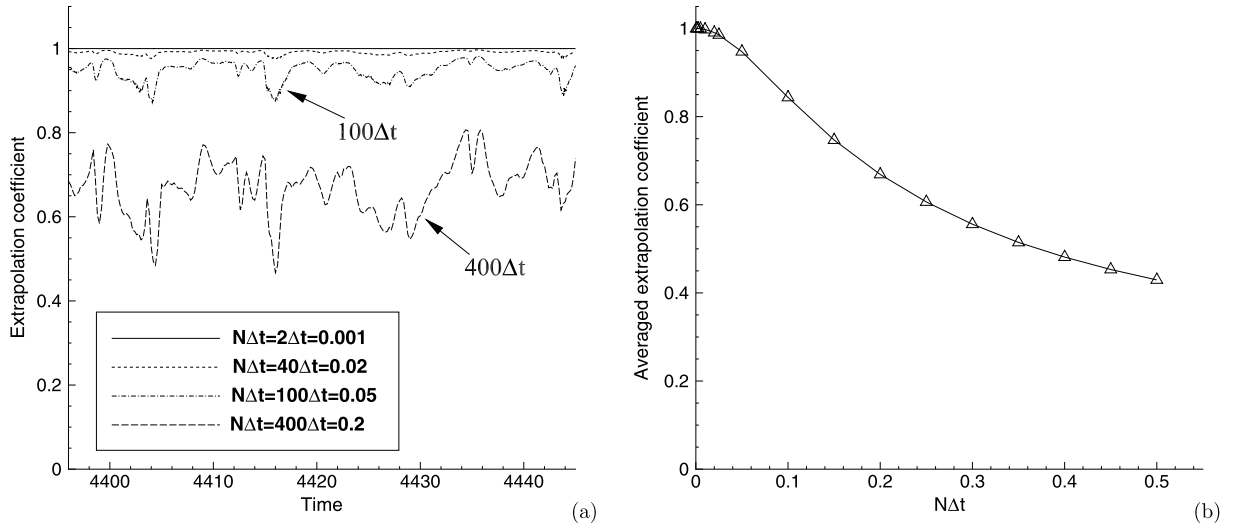 Extrapolation coefficient
1
0.8
0.6
0.4
0.2
0
100Δt
400Δt
NΔt=2Δt=0.001
NΔt=40Δt=0.02
NΔt=100Δt=0.05
NΔt=400Δt=0.2
4400 4410 4420 4430 4440
Time
(a)
Averaged extrapolation coefficient
1
0.8
0.6
0.4
0.2
0
0 0.1 0.2 0.3 0.4 0.5
NΔt
(b)